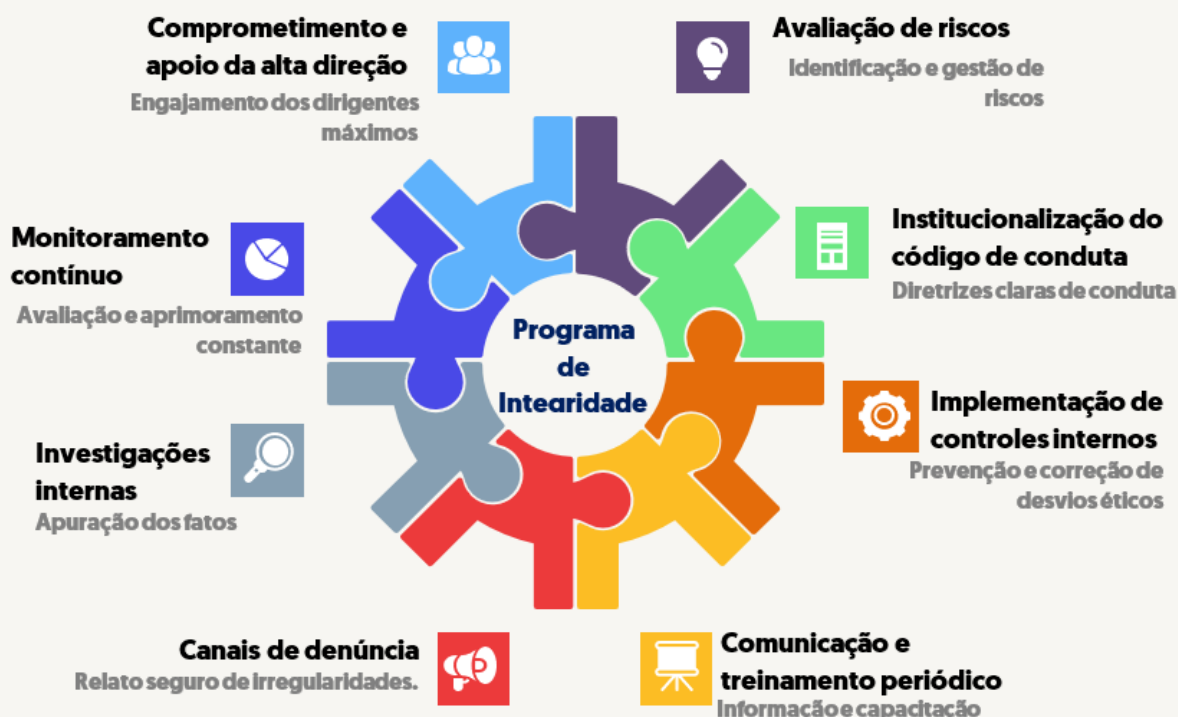 Comprometimento e
apoio da alta direção
Engajamento dos dirigentes
máximos
Avaliação de riscos
Identificação e gestão de
riscos
Monitoramento
contínuo
Avaliação e aprimoramento
constante
Institucionalização do
código de conduta
Diretrizes claras de conduta
Programa
de
Integridade
Investigações
internas
Apuração dos fatos
Implementação de
controles internos
Prevenção e correção de
desvios éticos
Canais de denúncia
Relato seguro de irregularidades.
Comunicação e
treinamento periódico
Informação e capacitação